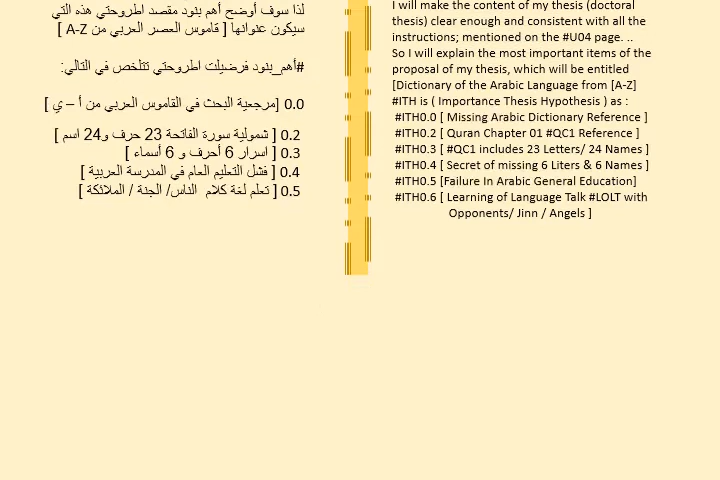 لذا سوف أوضح أهم بنود مقصد اطروحتي هذه التي
سيكون عنوانها [ قاموس العصر العربي من A-Z ]
#أهم_بنود فرضيلت اطروحتي تتلخص في التالي:
0.0 [مرجعية البحث في القاموس العربي من أ – ي ]
0.2 [ شمولية سورة الفاتحة 23 حرف و24 اسم ]
0.3 [ اسرار 6 أحرف و 6 أسماء ]
0.4 [ فشل التعليم العام في المدرسة العربية ]
0.5 [ تعلم لغة كلام  الناس/ الجنة / الملائكة ]
I will make the content of my thesis (doctoral
thesis) clear enough and consistent with all the
instructions; mentioned on the #U04 page. ..
So I will explain the most important items of the
proposal of my thesis, which will be entitled
[Dictionary of the Arabic Language from [A-Z]
#ITH is ( Importance Thesis Hypothesis ) as :
#ITH0.0 [ Missing Arabic Dictionary Reference ]
#ITH0.2 [ Quran Chapter 01 #QC1 Reference ]
#ITH0.3 [ #QC1 includes 23 Letters/ 24 Names ]
#ITH0.4 [ Secret of missing 6 Liters & 6 Names ]
#ITH0.5 [Failure In Arabic General Education]
#ITH0.6 [ Learning of Language Talk #LOLT with
Opponents/ Jinn / Angels ]